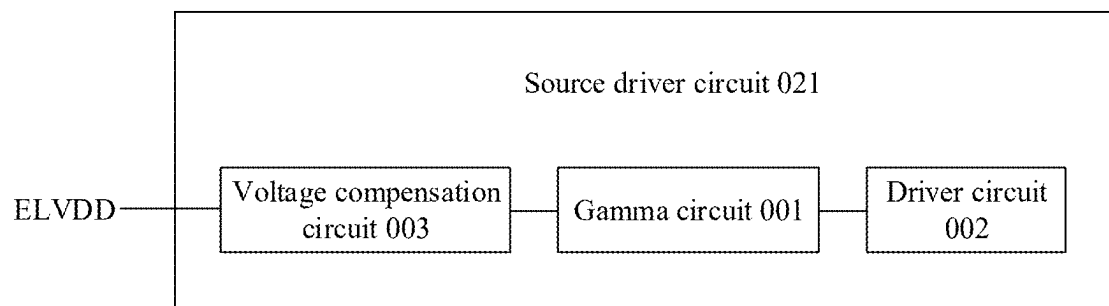 Source driver circuit 021
ELVDD
Voltage compensation
circuit 003
Gamma circuit 001
Driver circuit
002